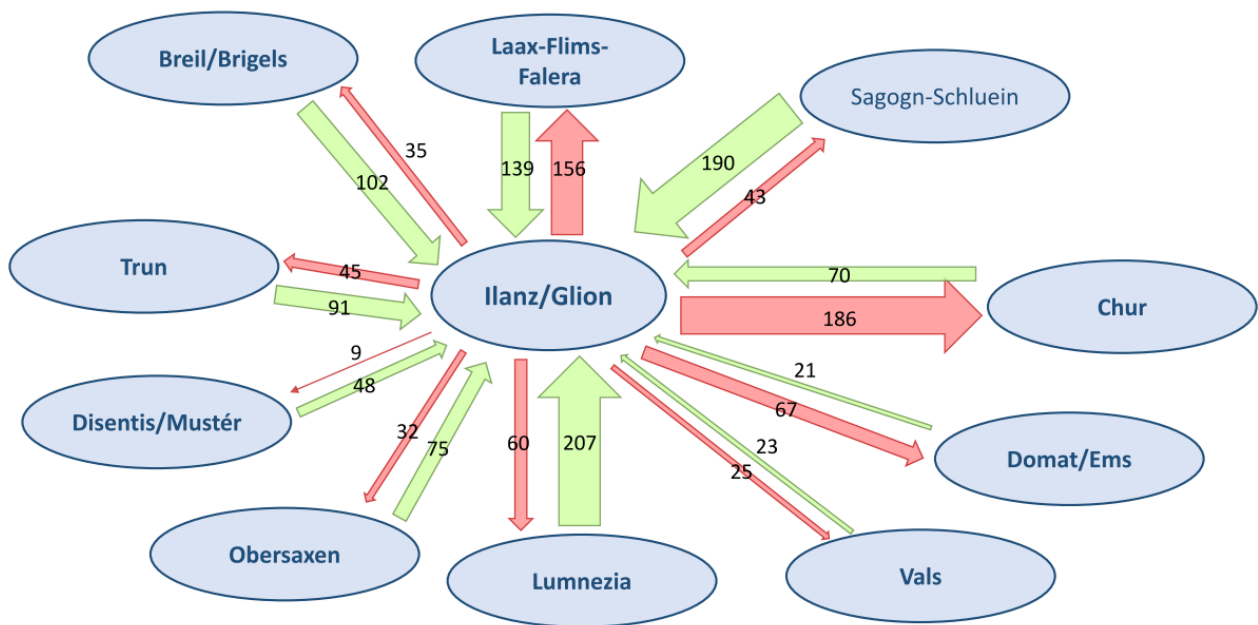 Breil/Brigels
Laax-Flims-
Falera
Sagogn-Schluein
35
102
139
156
190
43
Trun
45
91
Ilanz/Glion
70
186
Chur
9
48
Disentis/Mustér
32
75
60
207
23
25
21
67
Domat/Ems
Obersaxen
Lumnezia
Vals